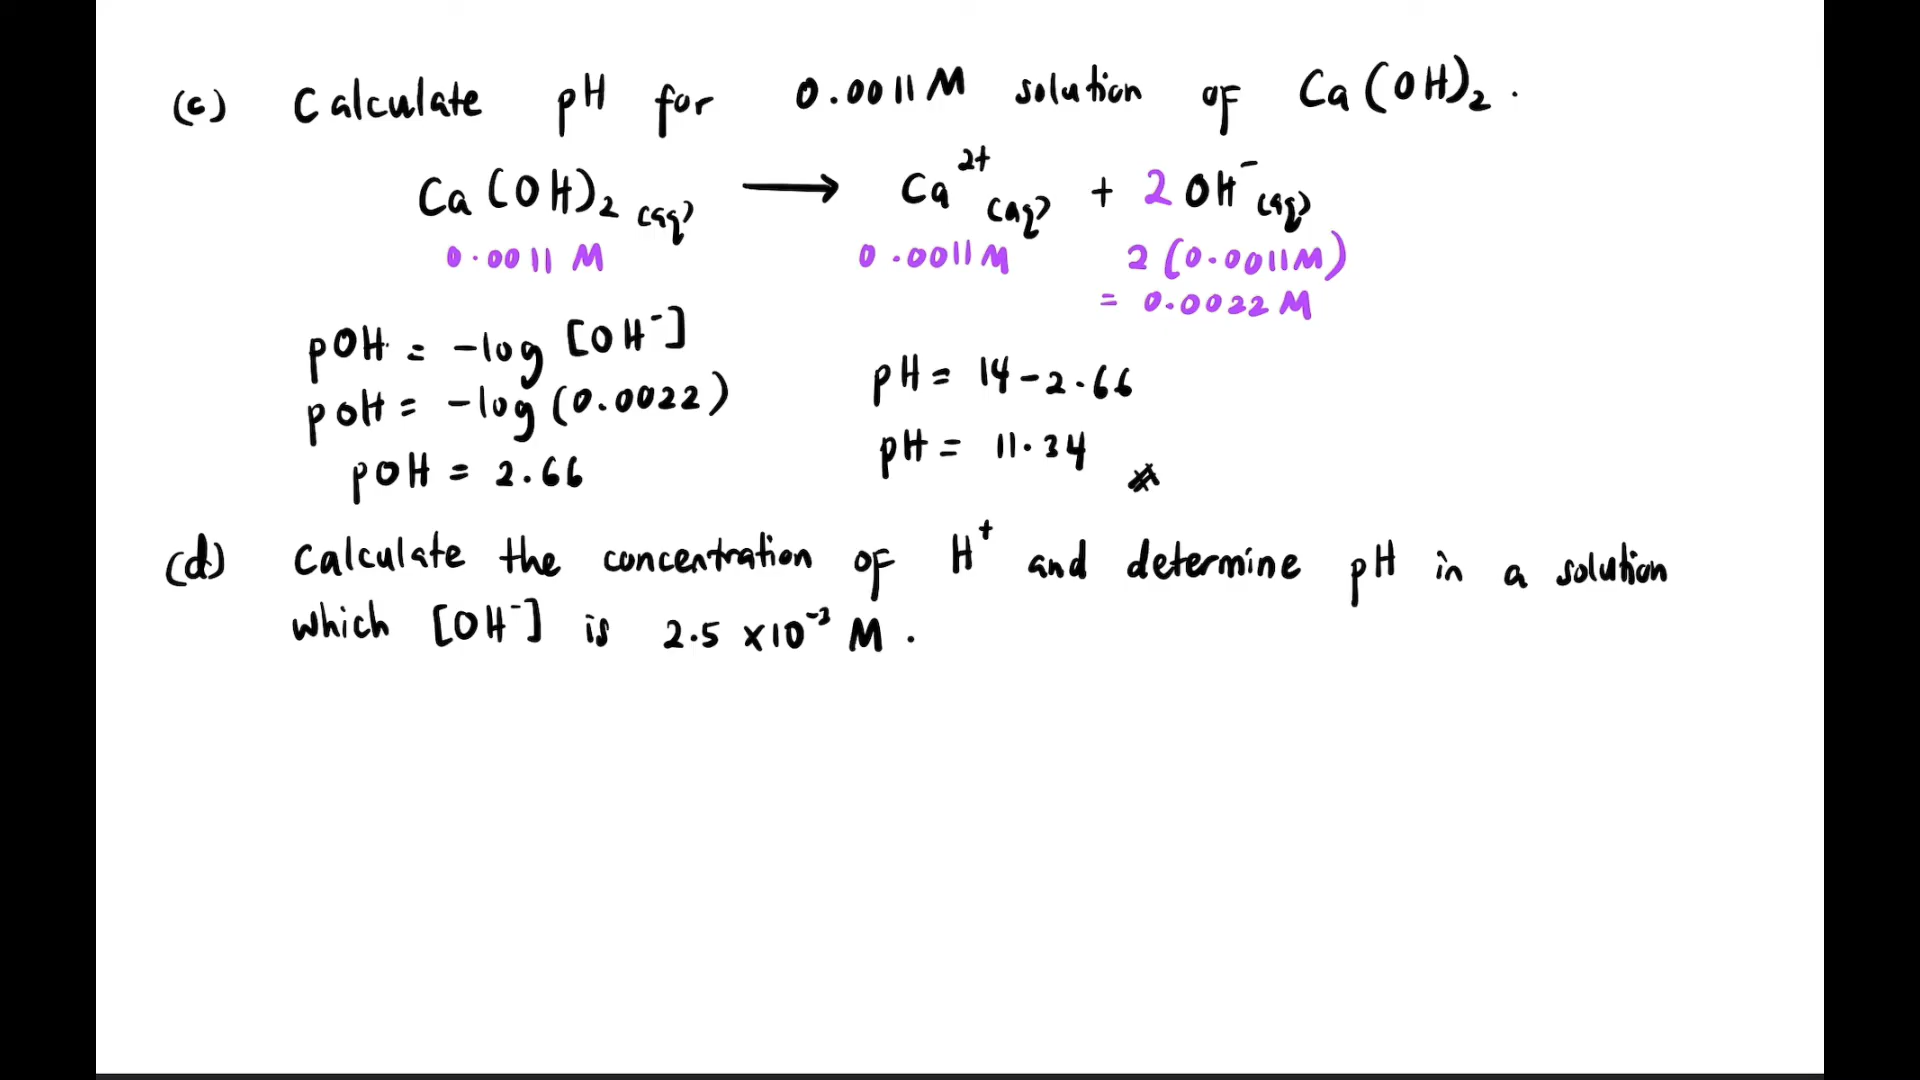 (c) Calculate pH for 0.0011 M solution of Ca(OH)₂.
Ca(OH)₂ (aq) → Ca²⁺ (aq) + 2 OH⁻ (aq)
0.0011 M 0.0011 M 2 (0.0011 M)
= 0.0022 M
pOH = -log [OH⁻]
pOH = -log (0.0022)
pOH = 2.66
pH = 14 - 2.66
pH = 11.34 #
(d) Calculate the concentration of H⁺ and determine pH in a solution
which [OH⁻] is 2.5 ×10⁻³ M.